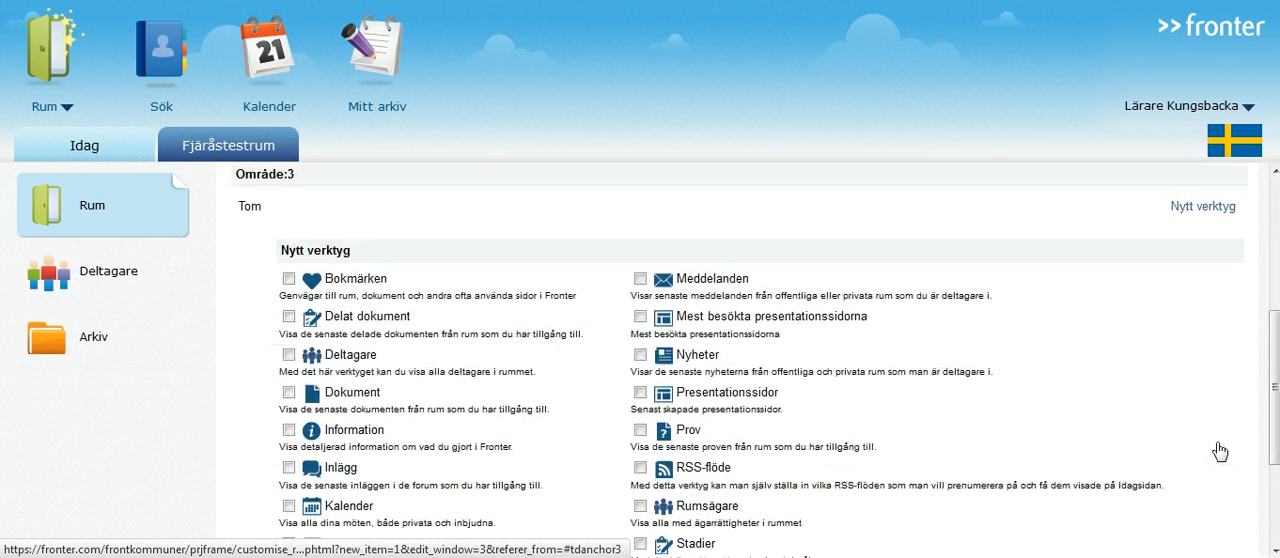 >> fronter
Rum
Sök
Kalender
Mitt arkiv
Lärare Kungsbacka
Idag
Fjäråstestrum
Rum
Deltagare
Arkiv
Område:3
Tom
Nytt verktyg
Nytt verktyg
Bokmärken
Genvägar till rum, dokument och andra ofta använda sidor i Fronter
Delat dokument
Visa de senaste delade dokumenten från rum som du har tillgång till.
Deltagare
Med det här verktyget kan du visa alla deltagare i rummet.
Dokument
Visa de senaste dokumenten från rum som du har tillgång till.
Information
Visa detaljerad information om vad du gjort i Fronter.
Inlägg
Visa de senaste inläggen i de forum som du har tillgång till.
Kalender
Visa alla dina möten, både privata och inbjudna.
Meddelanden
Visar senaste meddelanden från offentliga eller privata rum som du är deltagare i.
Mest besökta presentationssidorna
Mest besökta presentationssidorna
Nyheter
Visar de senaste nyheterna från offentliga och privata rum som man är deltagare i.
Presentationssidor
Senast skapade presentationssidor.
Prov
Visa de senaste proven från rum som du har tillgång till.
RSS-flöde
Med detta verktyg kan man själv ställa in vilka RSS-flöden som man vill prenumerera på och få dem visade på Idagsidan.
Rumsägare
Visa alla med ägarrättigheter i rummet
Stadier
https://fronter.com/frontkommuner/prjframe/customise_r...phtml?new_item=1&edit_window=3&referer_from=#tdanchor3
21